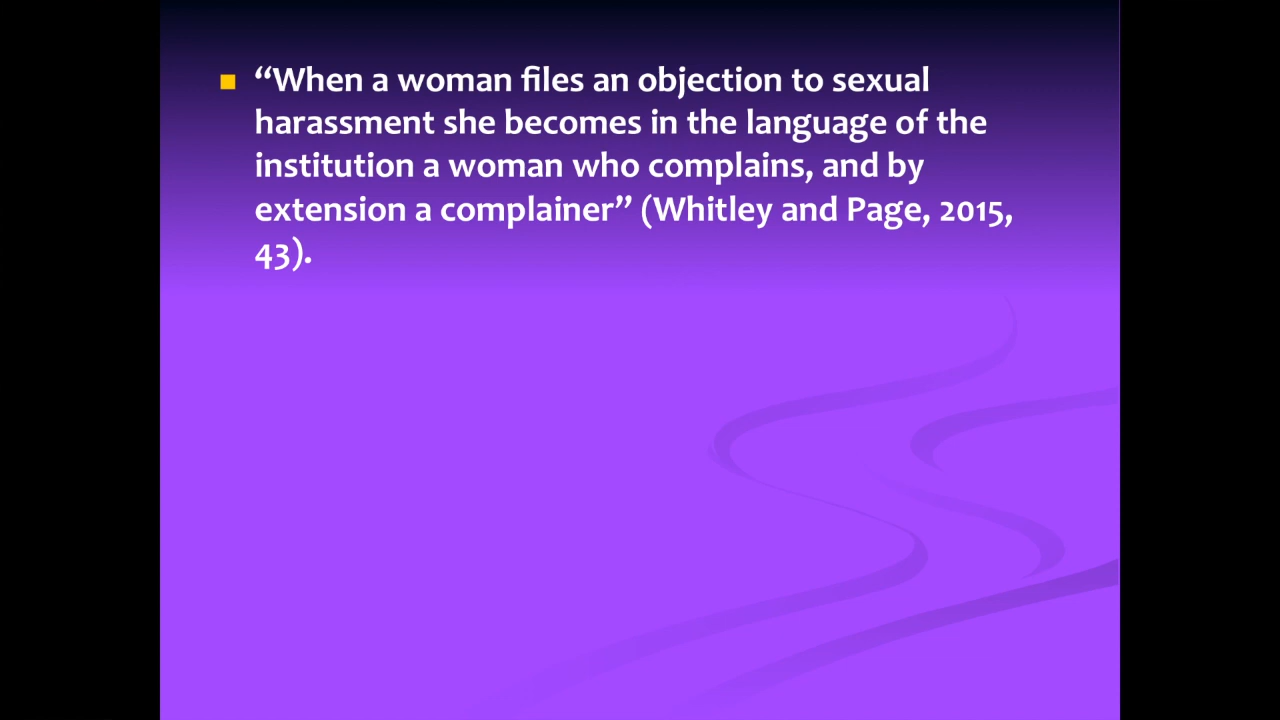 “When a woman files an objection to sexual
harassment she becomes in the language of the
institution a woman who complains, and by
extension a complainer” (Whitley and Page, 2015,
43).